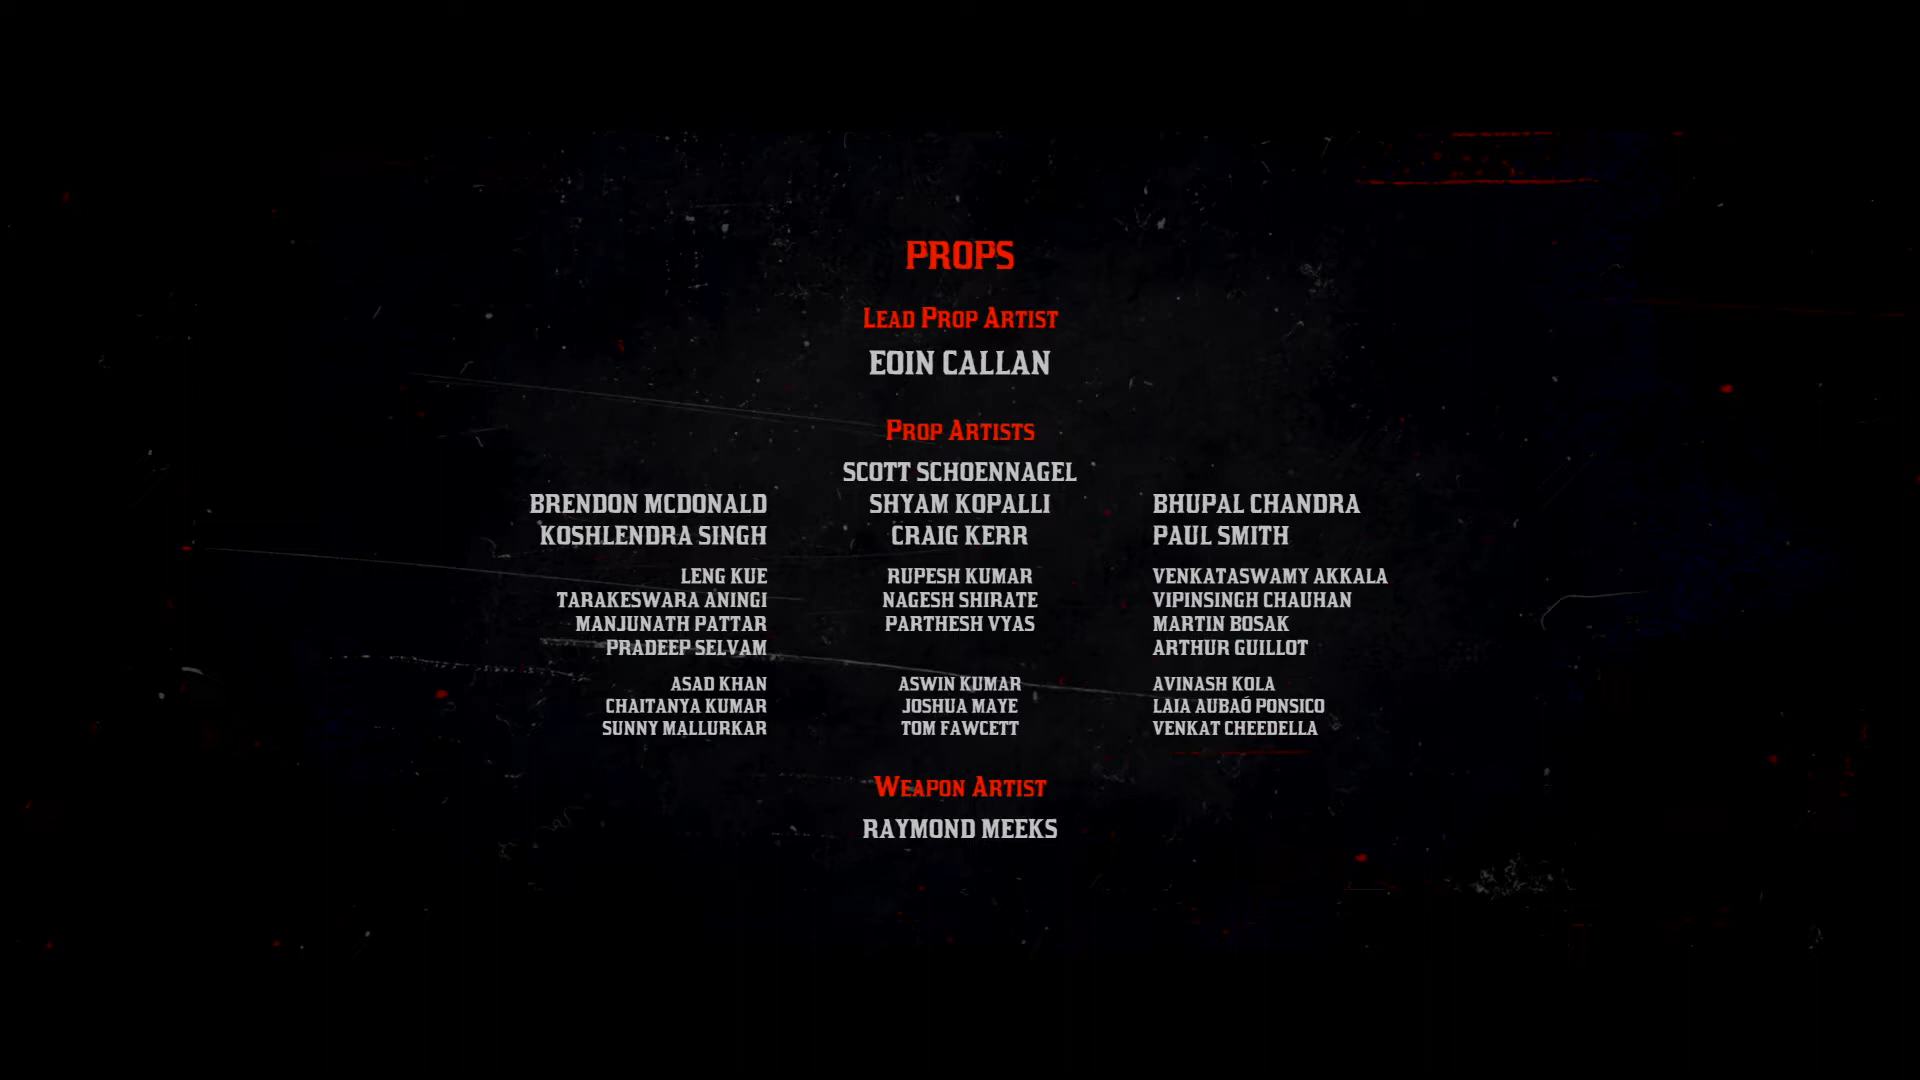 PROPS
LEAD PROP ARTIST
EOIN CALLAN
PROP ARTISTS
SCOTT SCHOENNAGEL
BRENDON MCDONALD SHYAM KOPALLI BHUPAL CHANDRA
KOSHLENDRA SINGH CRAIG KERR PAUL SMITH
LENG KUE RUPESH KUMAR VENKATASWAMY AKKALA
TARAKESWARA ANINGI NAGESH SHIRATE VIPINSINGH CHAUHAN
MANJUNATH PATTAR PARTHESH VYAS MARTIN BOSAK
PRADEEP SELVAM ARTHUR GUILLOT
ASAD KHAN ASWIN KUMAR AVINASH KOLA
CHAITANYA KUMAR JOSHUA MAYE LAIA AUBAÓ PONSICO
SUNNY MALLURKAR TOM FAWCETT VENKAT CHEEDELLA
WEAPON ARTIST
RAYMOND MEEKS